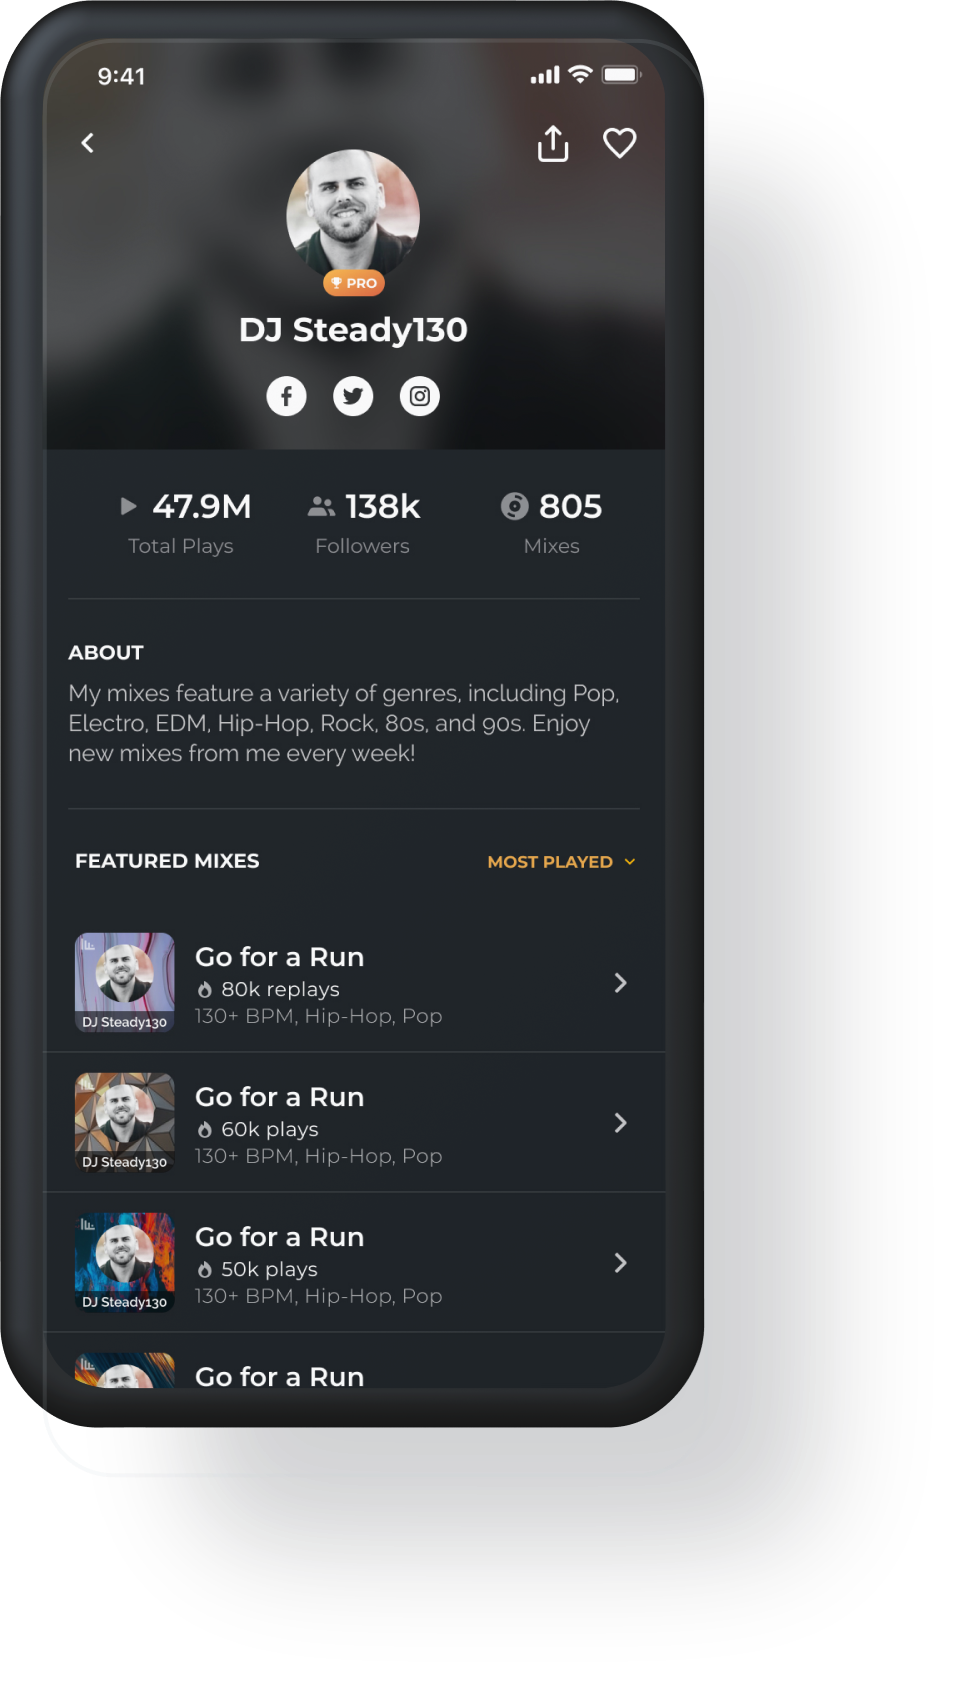 9:41
PRO
DJ Steady130
47.9M
138k
805
Total Plays
Followers
Mixes
ABOUT
My mixes feature a variety of genres, including Pop,
Electro, EDM, Hip-Hop, Rock, 80s, and 90s. Enjoy
new mixes from me every week!
FEATURED MIXES
MOST PLAYED
DJ Steady130
Go for a Run
80k replays
130+ BPM, Hip-Hop, Pop
DJ Steady130
Go for a Run
60k plays
130+ BPM, Hip-Hop, Pop
DJ Steady130
Go for a Run
50k plays
130+ BPM, Hip-Hop, Pop
Go for a Run